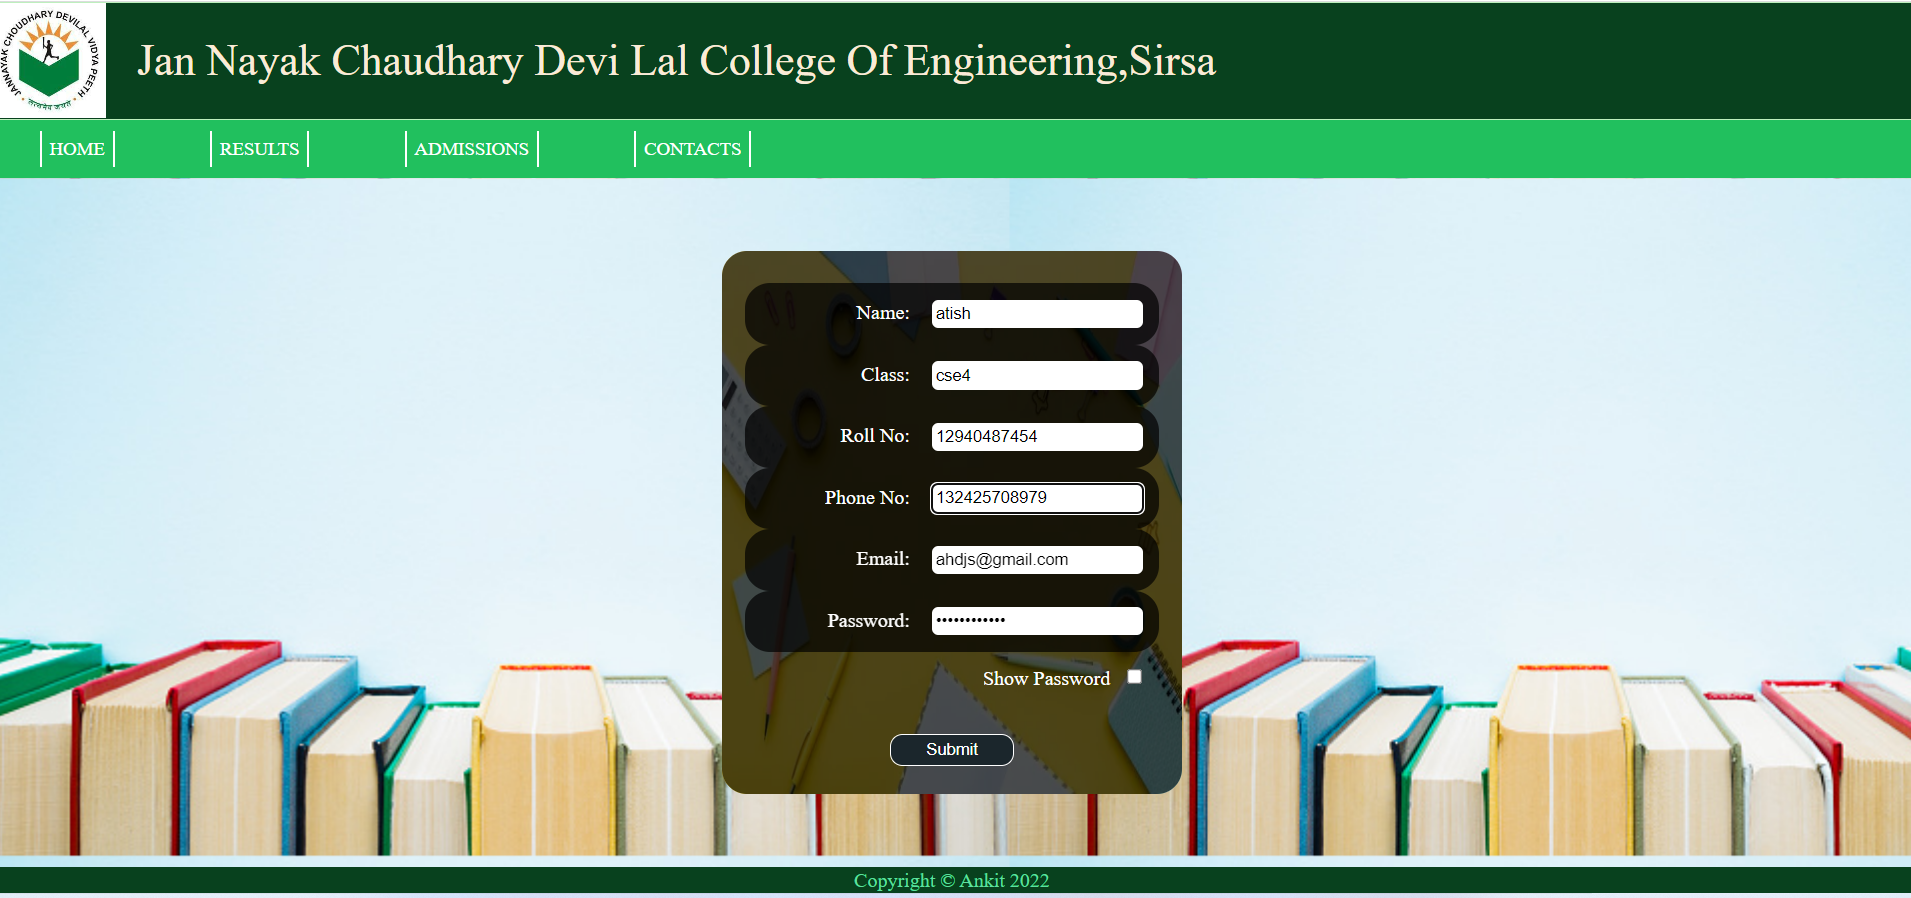 JANNAYAK CHOUDHARY DEVILAL VIDYA PEETH
Jan Nayak Chaudhary Devi Lal College Of Engineering,Sirsa
HOME RESULTS ADMISSIONS CONTACTS
Name: atish
Class: cse4
Roll No: 12940487454
Phone No: 132425708979
Email: ahdjs@gmail.com
Password: ••••••••••••
Show Password
Submit
Copyright © Ankit 2022